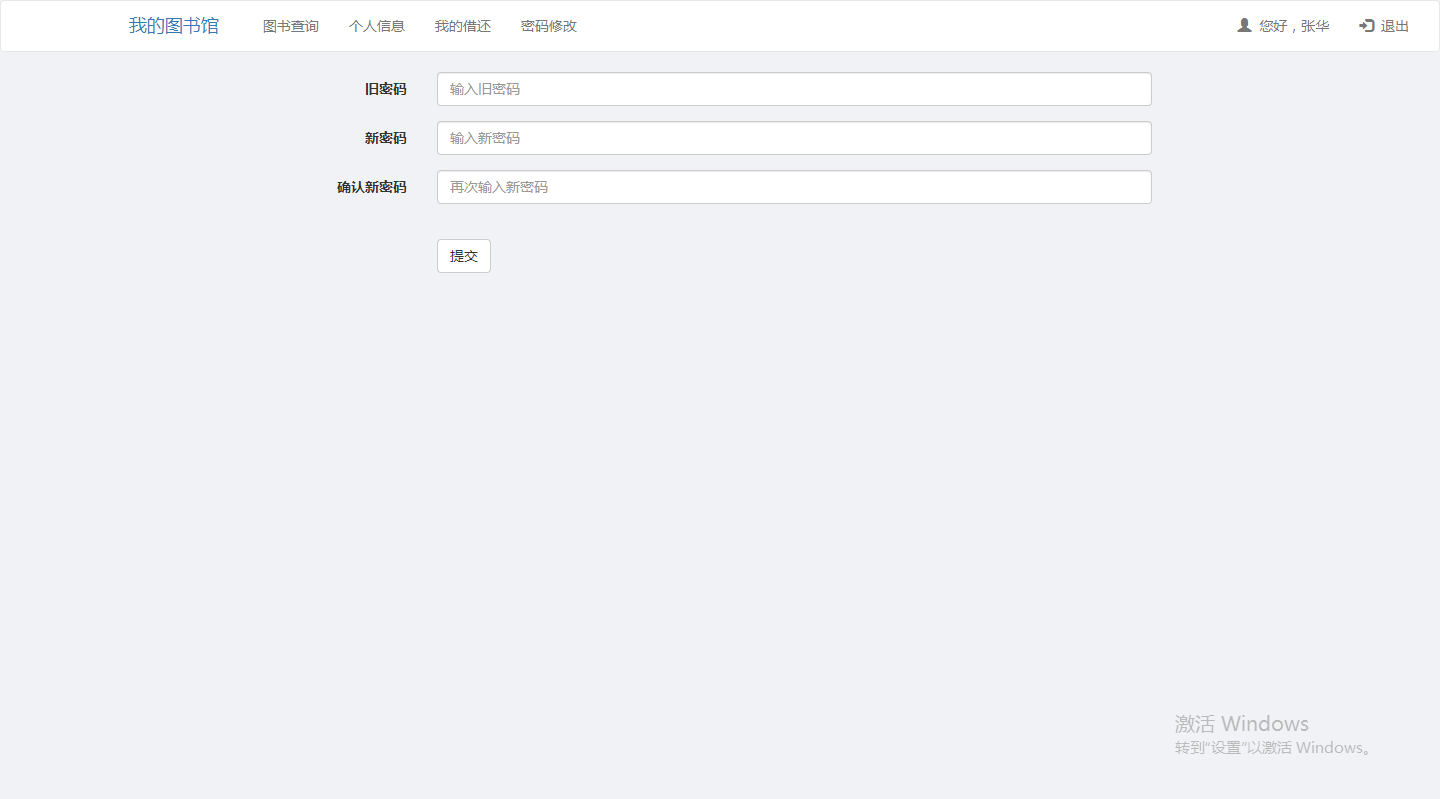 我的图书馆 图书查询 个人信息 我的借还 密码修改 您好，张华 退出
旧密码 输入旧密码
新密码 输入新密码
确认新密码 再次输入新密码
提交
激活 Windows
转到"设置"以激活 Windows。